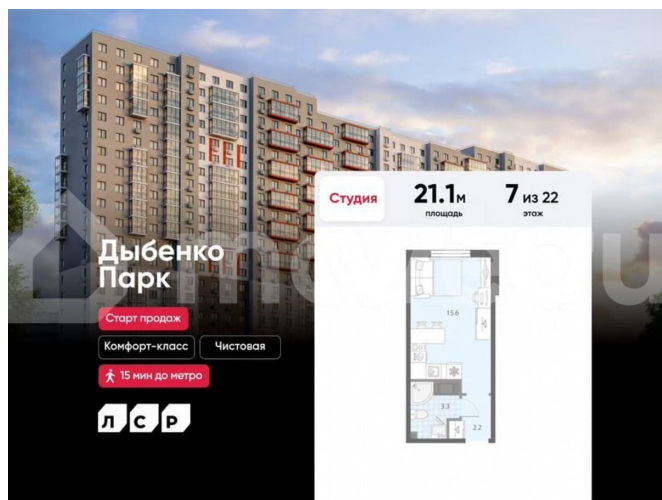 Студия
21.1м
площадь
7 из 22
этаж
Дыбенко
Парк
Старт продаж
Комфорт-класс
Чистовая
15 мин до метро
ЛСР
15.6
3.3
2.2